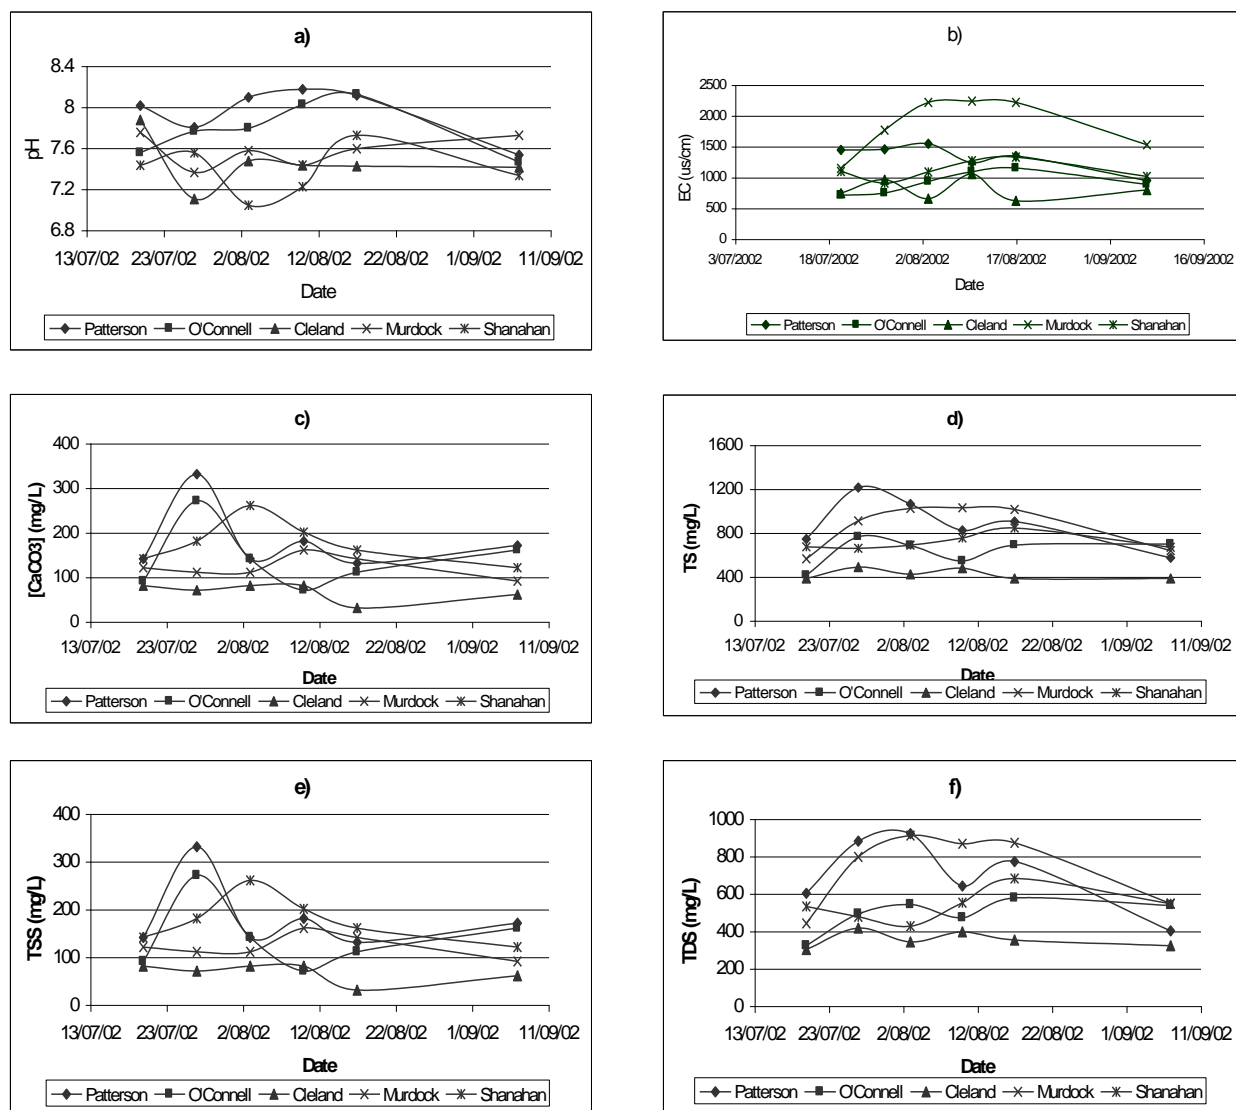 a)
pH
8.4
8
7.6
7.2
6.8
13/07/02 23/07/02 2/08/02 12/08/02 22/08/02 1/09/02 11/09/02
Date
Patterson O'Connell Cleland Murdock Shanahan
b)
EC (us/cm)
2500
2000
1500
1000
500
0
3/07/2002 18/07/2002 2/08/2002 17/08/2002 1/09/2002 16/09/2002
Date
Patterson O'Connell Cleland Murdock Shanahan
c)
[CaCO3] (mg/L)
400
300
200
100
0
13/07/02 23/07/02 2/08/02 12/08/02 22/08/02 1/09/02 11/09/02
Date
Patterson O'Connell Cleland Murdock Shanahan
d)
TS (mg/L)
1600
1200
800
400
0
13/07/02 23/07/02 2/08/02 12/08/02 22/08/02 1/09/02 11/09/02
Date
Patterson O'Connell Cleland Murdock Shanahan
e)
TSS (mg/L)
400
300
200
100
0
13/07/02 23/07/02 2/08/02 12/08/02 22/08/02 1/09/02 11/09/02
Date
Patterson O'Connell Cleland Murdock Shanahan
f)
TDS (mg/L)
1000
800
600
400
200
0
13/07/02 23/07/02 2/08/02 12/08/02 22/08/02 1/09/02 11/09/02
Date
Patterson O'Connell Cleland Murdock Shanahan